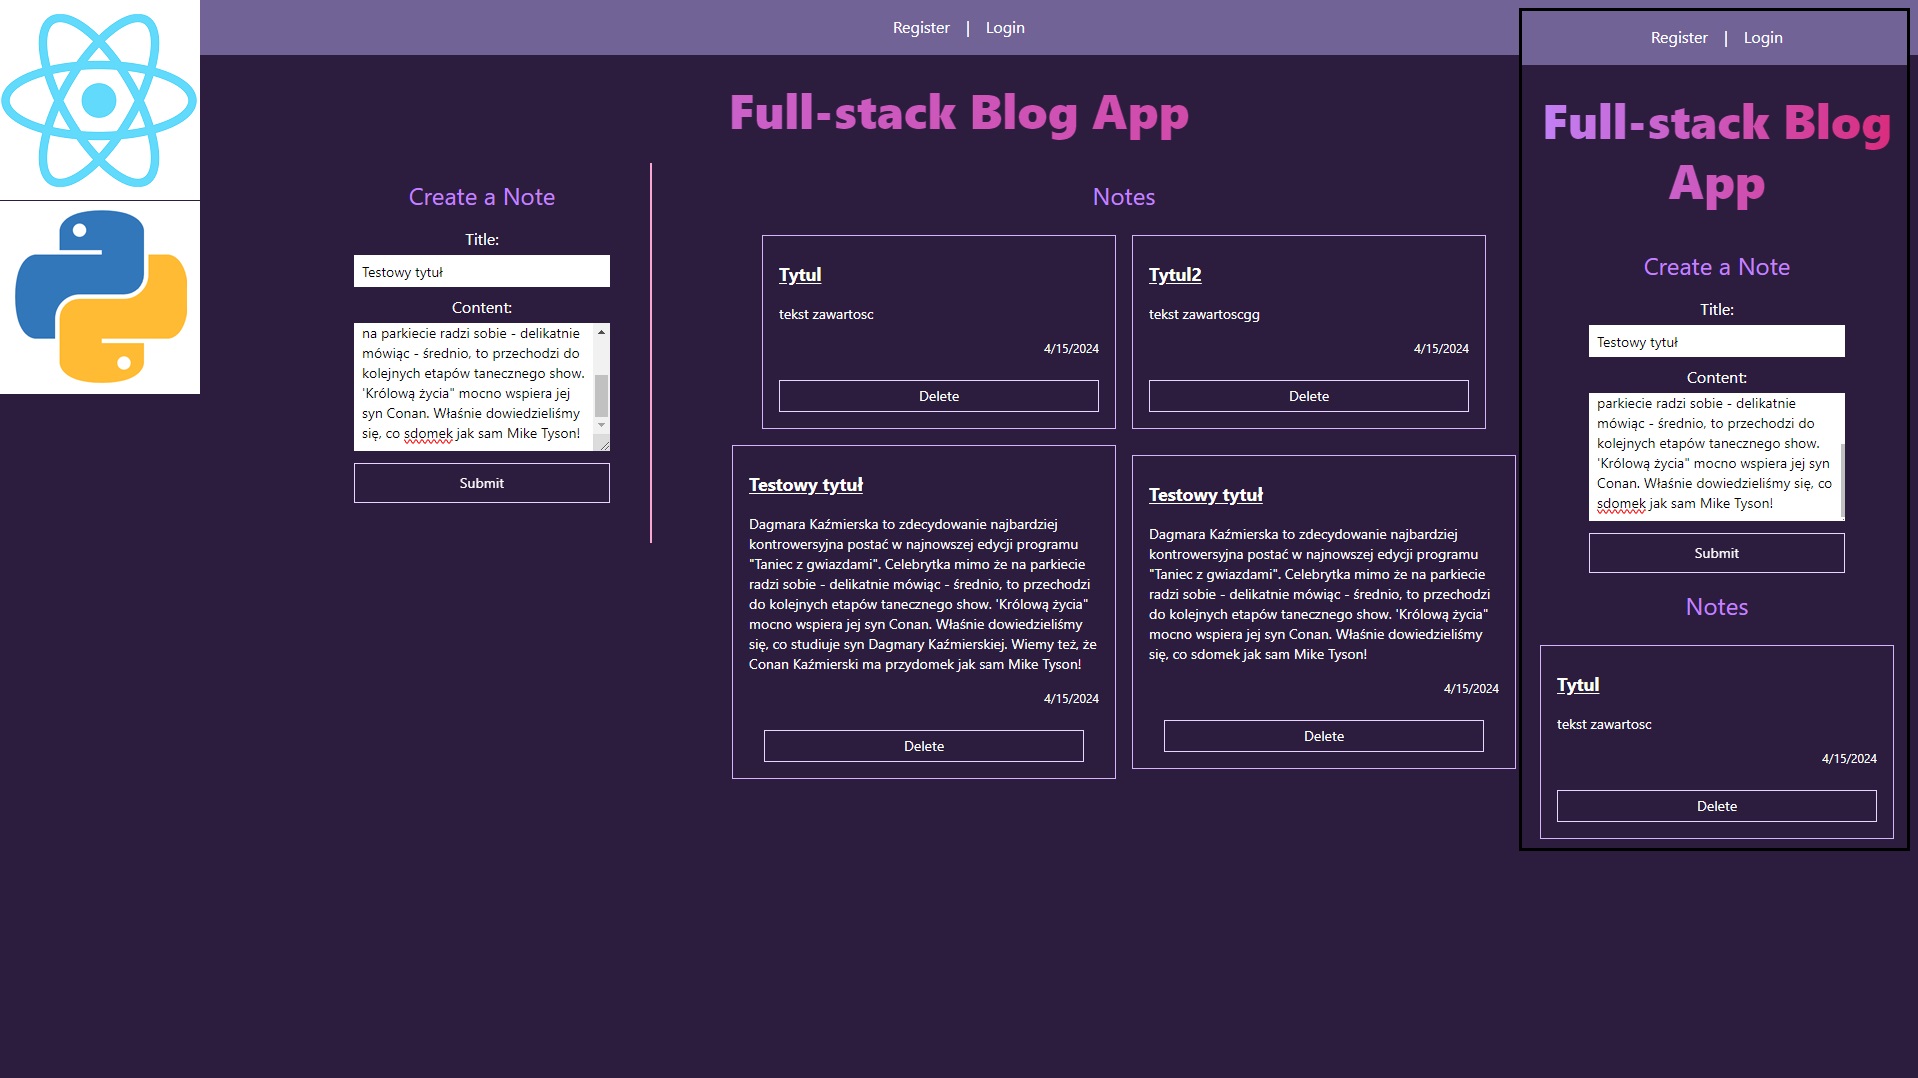 Register | Login
Full-stack Blog App
Create a Note
Title:
Testowy tytuł
Content:
na parkiecie radzi sobie - delikatnie
mówiąc - średnio, to przechodzi do
kolejnych etapów tanecznego show.
'Królową życia" mocno wspiera jej
syn Conan. Właśnie dowiedzieliśmy
się, co sdomek jak sam Mike Tyson!
Submit
Notes
Tytul
tekst zawartosc
4/15/2024
Delete
Tytul2
tekst zawartoscgg
4/15/2024
Delete
Testowy tytuł
Dagmara Kaźmierska to zdecydowanie najbardziej
kontrowersyjna postać w najnowszej edycji programu
"Taniec z gwiazdami". Celebrytka mimo że na parkiecie
radzi sobie - delikatnie mówiąc - średnio, to przechodzi
do kolejnych etapów tanecznego show. 'Królową życia"
mocno wspiera jej syn Conan. Właśnie dowiedzieliśmy
się, co studiuje syn Dagmary Kaźmierskiej. Wiemy też, że
Conan Kaźmierski ma przydomek jak sam Mike Tyson!
4/15/2024
Delete
Testowy tytuł
Dagmara Kaźmierska to zdecydowanie najbardziej
kontrowersyjna postać w najnowszej edycji programu
"Taniec z gwiazdami". Celebrytka mimo że na parkiecie
radzi sobie - delikatnie mówiąc - średnio, to przechodzi
do kolejnych etapów tanecznego show. 'Królową życia"
mocno wspiera jej syn Conan. Właśnie dowiedzieliśmy
się, co sdomek jak sam Mike Tyson!
4/15/2024
Delete
Register | Login
Full-stack Blog
App
Create a Note
Title:
Testowy tytuł
Content:
parkiecie radzi sobie - delikatnie
mówiąc - średnio, to przechodzi do
kolejnych etapów tanecznego show.
'Królową życia" mocno wspiera jej syn
Conan. Właśnie dowiedzieliśmy się, co
sdomek jak sam Mike Tyson!
Submit
Notes
Tytul
tekst zawartosc
4/15/2024
Delete